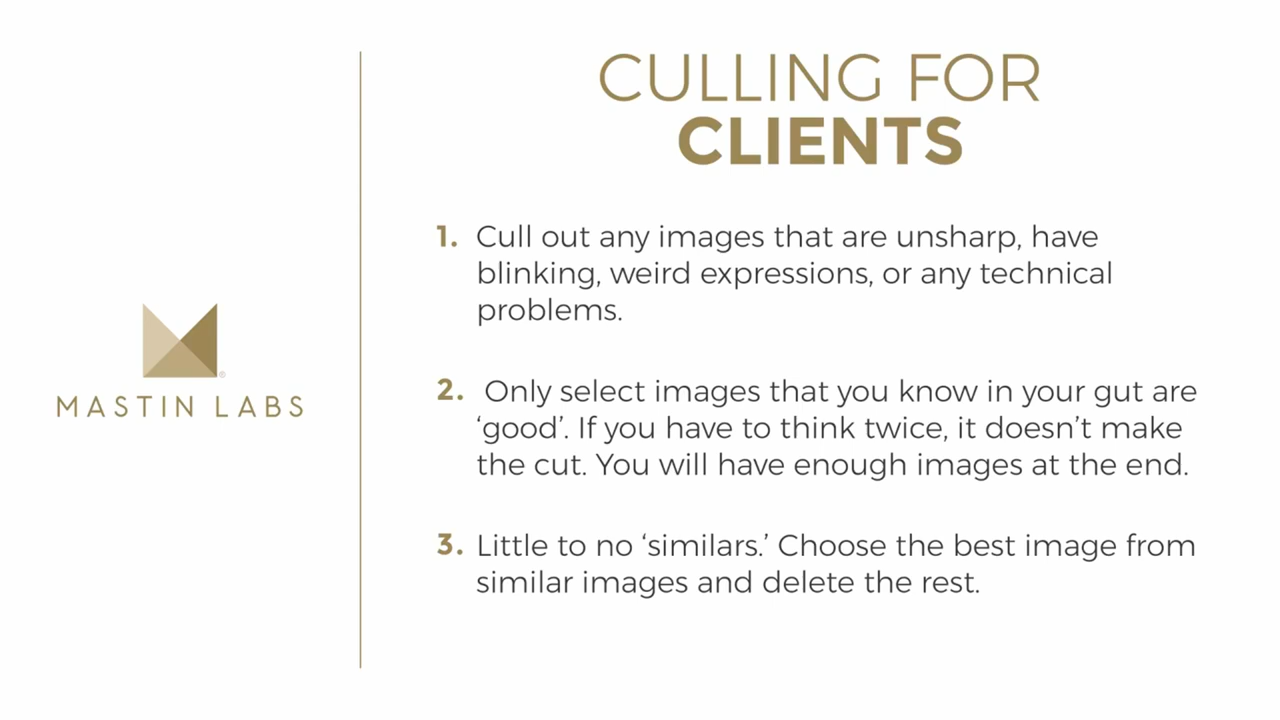 MASTIN LABS
®
CULLING FOR
CLIENTS
1. Cull out any images that are unsharp, have
blinking, weird expressions, or any technical
problems.
2. Only select images that you know in your gut are
‘good’. If you have to think twice, it doesn’t make
the cut. You will have enough images at the end.
3. Little to no ‘similars.’ Choose the best image from
similar images and delete the rest.